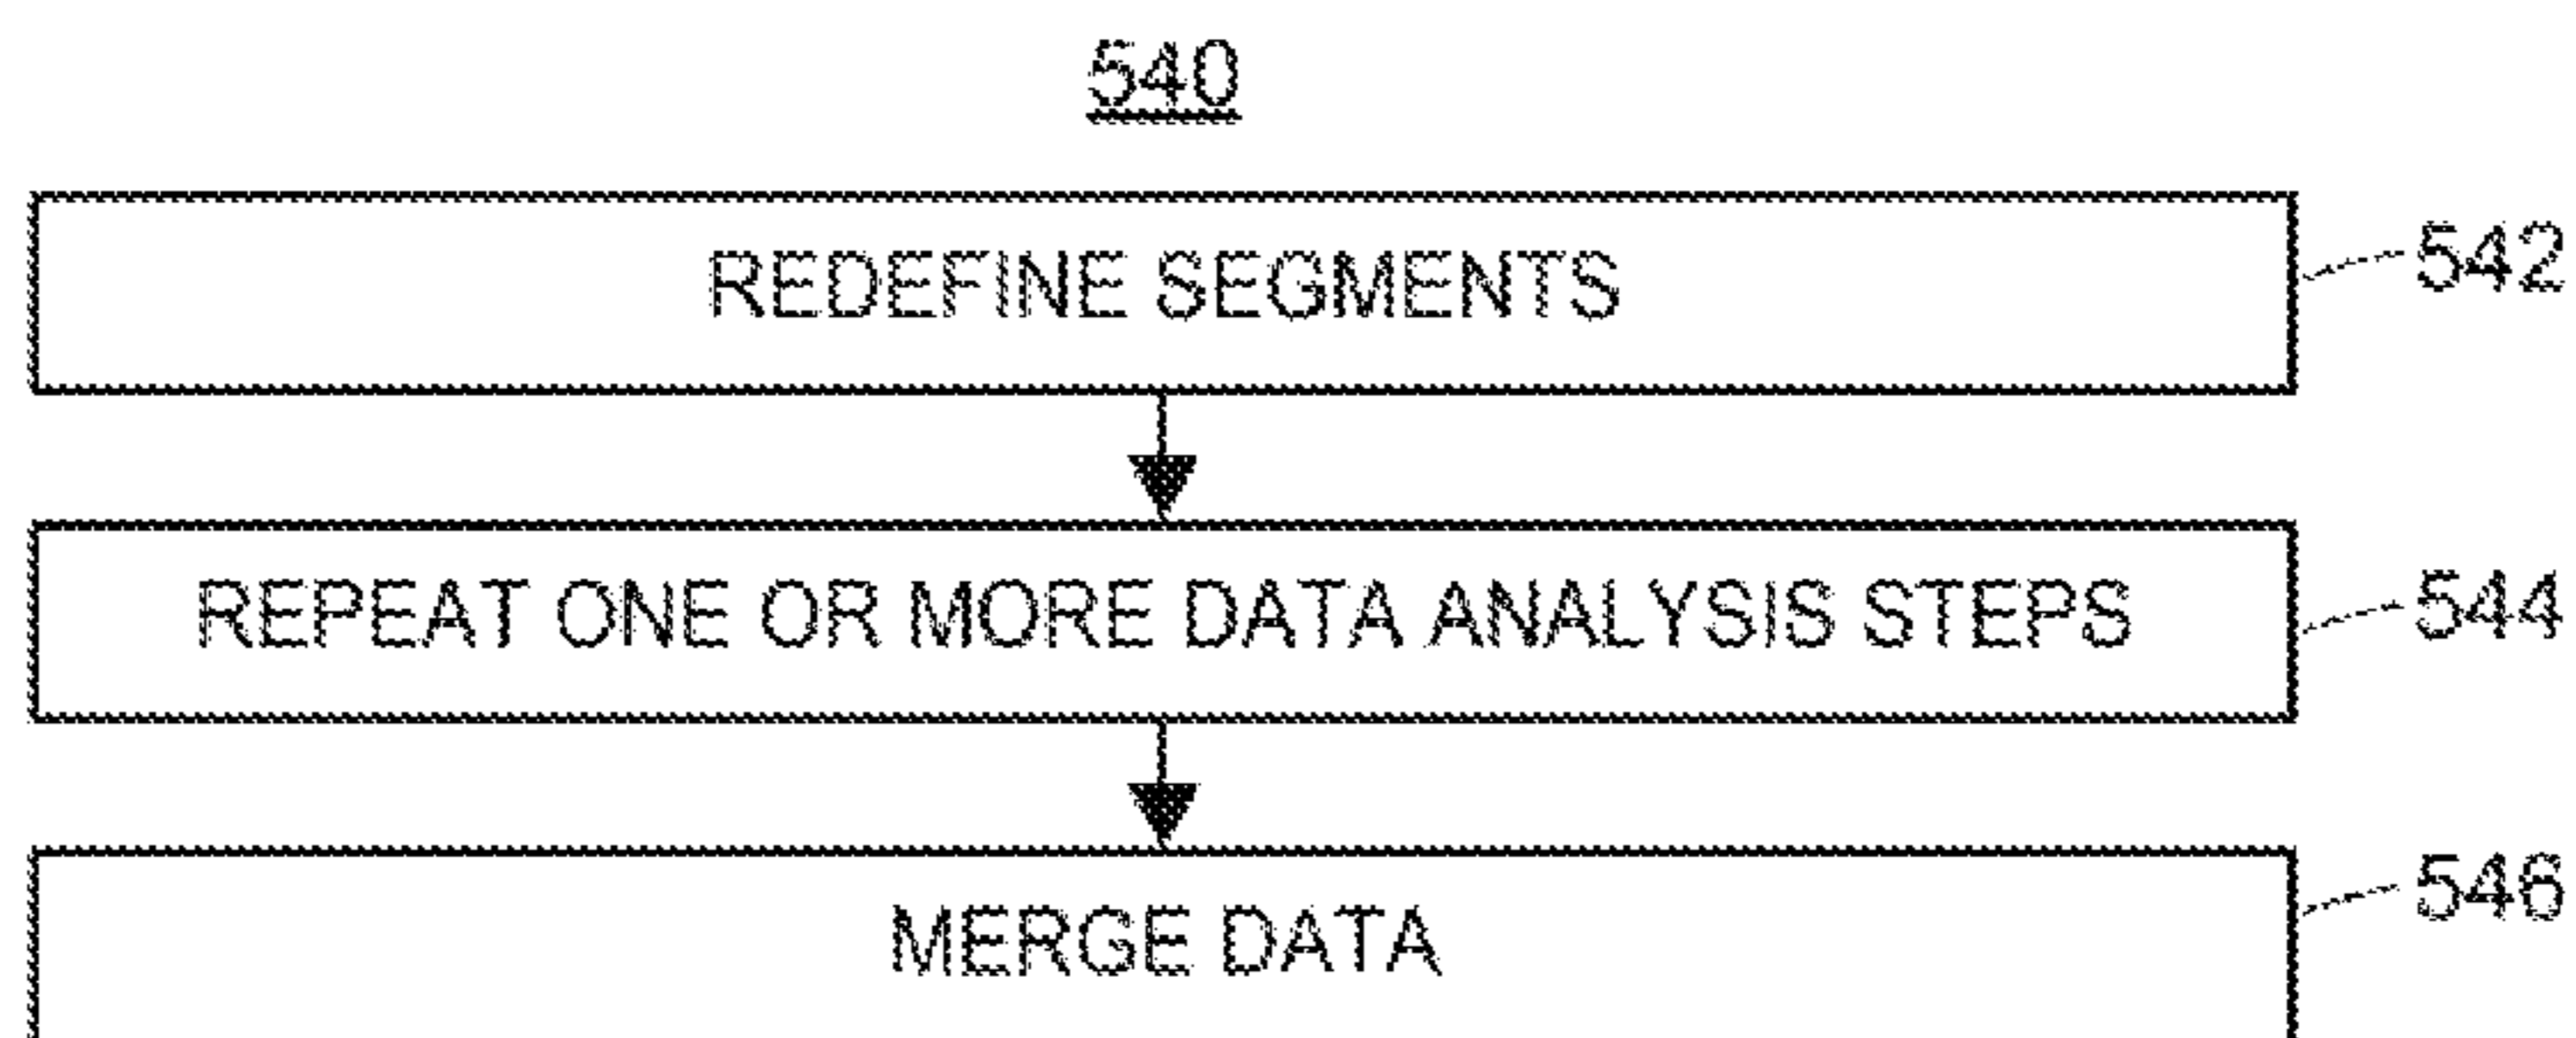 540
REDEFINE SEGMENTS
542
REPEAT ONE OR MORE DATA ANALYSIS STEPS
544
MERGE DATA
546